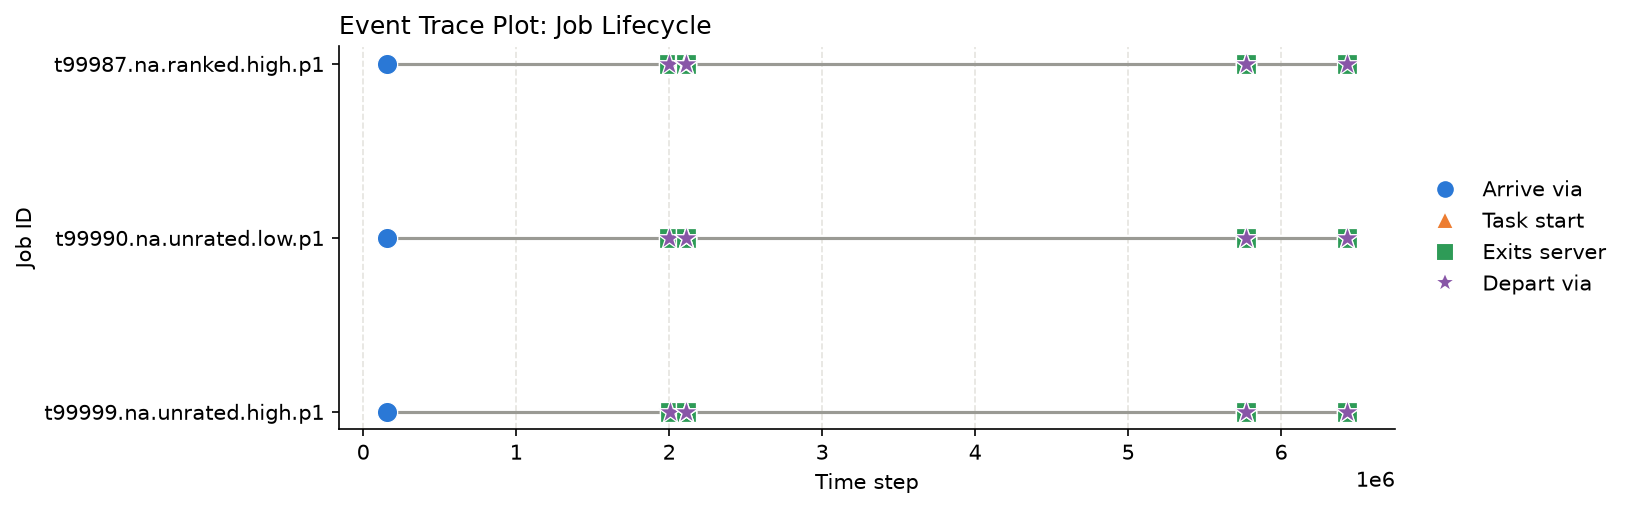 Event Trace Plot: Job Lifecycle
Job ID
t99987.na.ranked.high.p1
t99990.na.unrated.low.p1
t99999.na.unrated.high.p1
0 1 2 3 4 5 6
1e6
Time step
Arrive via
Task start
Exits server
Depart via